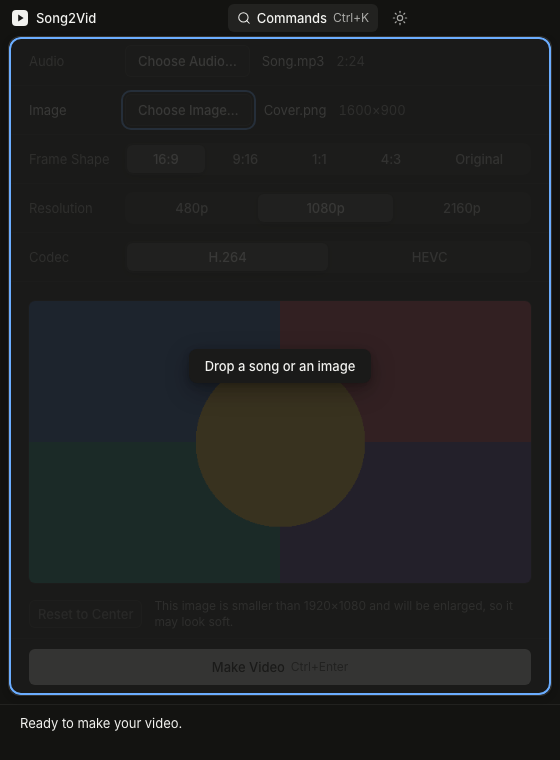 Song2Vid
Commands Ctrl+K
Audio Choose Audio... Song.mp3 2:24
Image Choose Image... Cover.png 1600×900
Frame Shape 16:9 9:16 1:1 4:3 Original
Resolution 480p 1080p 2160p
Codec H.264 HEVC
Drop a song or an image
Reset to Center
This image is smaller than 1920×1080 and will be enlarged, so it
may look soft.
Make Video Ctrl+Enter
Ready to make your video.